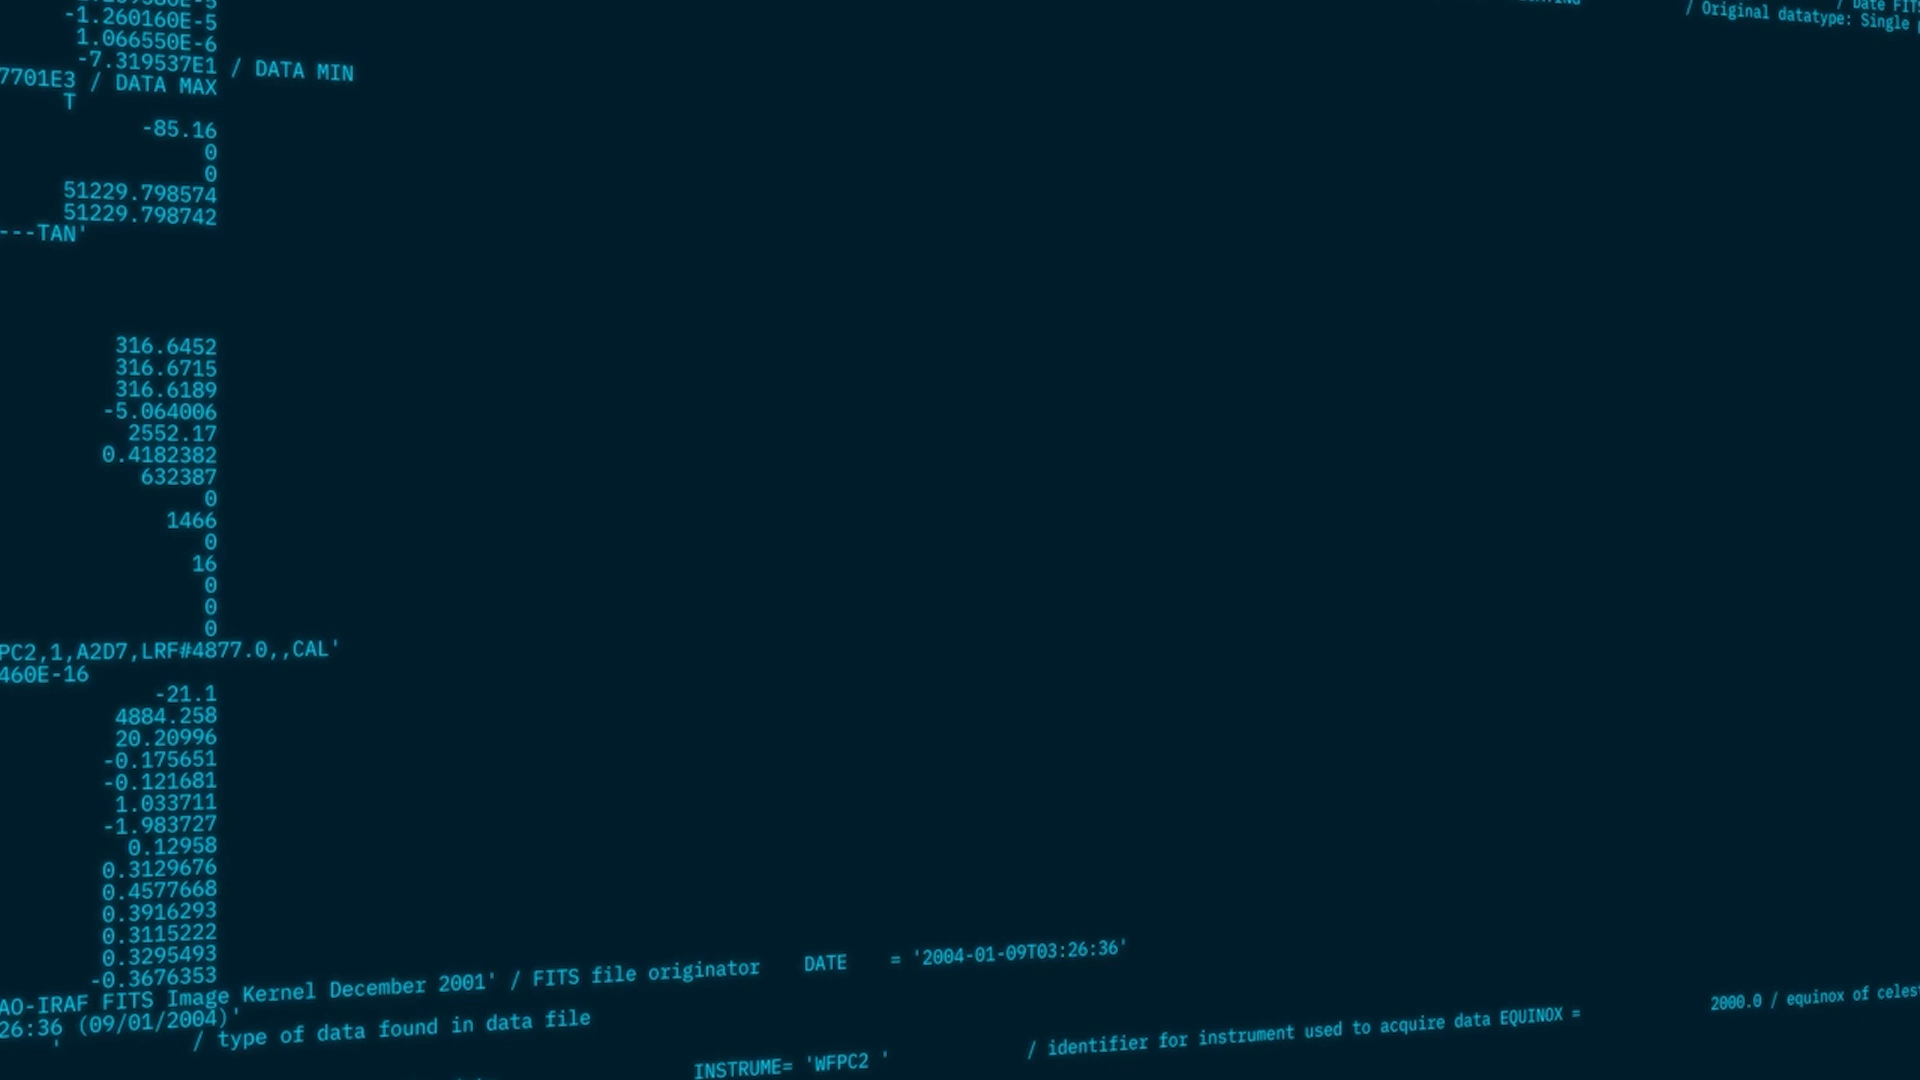 -1.260160E-5
1.066550E-6
-7.319537E1 / DATA MIN
7701E3 / DATA MAX
T
-85.16
0
0
51229.798574
51229.798742
---TAN'
316.6452
316.6715
316.6189
-5.064006
2552.17
0.4182382
632387
0
1466
0
16
0
0
0
PC2,1,A2D7,LRF#4877.0,,CAL'
460E-16
-21.1
4884.258
20.20996
-0.175651
-0.121681
1.033711
-1.983727
0.12958
0.3129676
0.4577668
0.3916293
0.3115222
0.3295493
-0.3676353
AO-IRAF FITS Image Kernel December 2001' / FITS file originator DATE = '2004-01-09T03:26:36'
26:36 (09/01/2004)'
' / type of data found in data file
INSTRUME= 'WFPC2 ' / identifier for instrument used to acquire data EQUINOX = 2000.0 / equinox of celest
/ Date FITS
/ Original datatype: Single